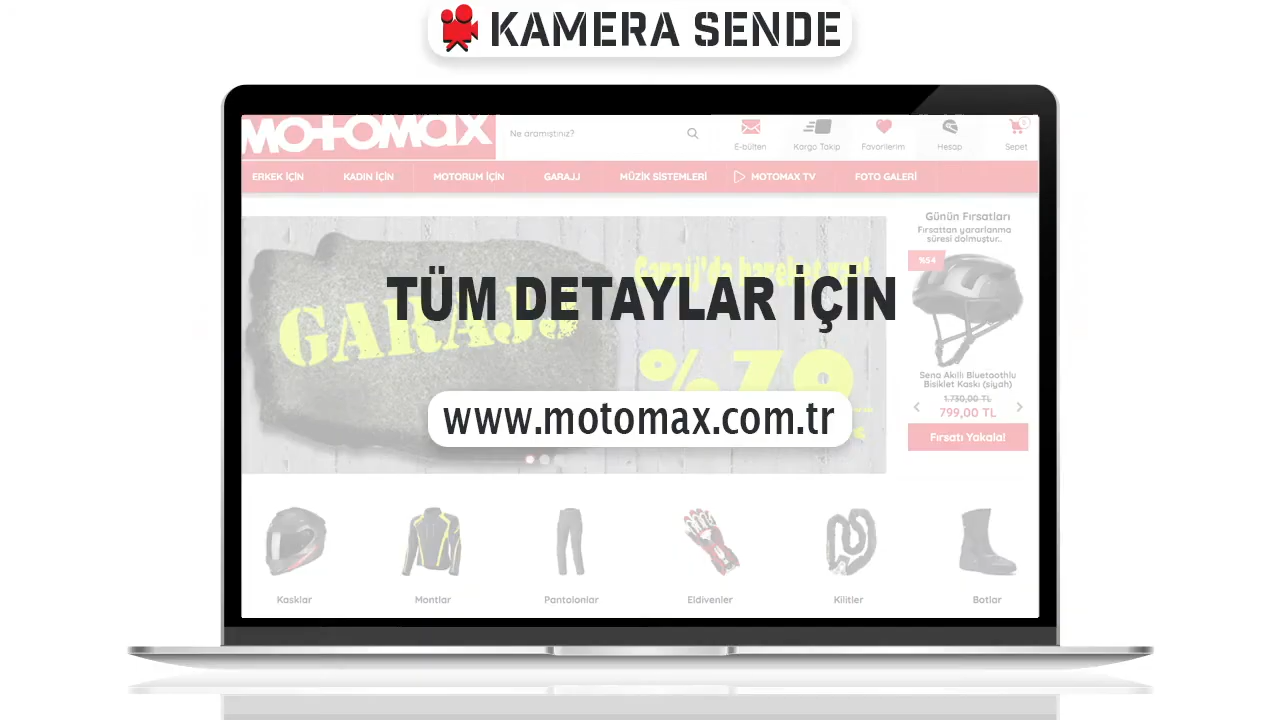 KAMERA SENDE
MOTOMAX
Ne aramıştınız?
E-bülten
Kargo Takip
Favorilerim
0
Hesap
Sepet
ERKEK İÇİN
KADIN İÇİN
MOTORUM İÇİN
GARAJJ
MÜZİK SİSTEMLERİ
MOTOMAX TV
FOTO GALERİ
Günün Fırsatları
Fırsattan yararlanma
süresi dolmuştur..
%54
GARAJJ
TÜM DETAYLAR İÇİN
www.motomax.com.tr
Sena Akıllı Bluetaothlu
Bisiklet Kaskı (siyah)
1.730,00 TL
799,00 TL
Fırsatı Yakala!
Kasklar
Montlar
Pantolonlar
Eldivenler
Kilitler
Botlar